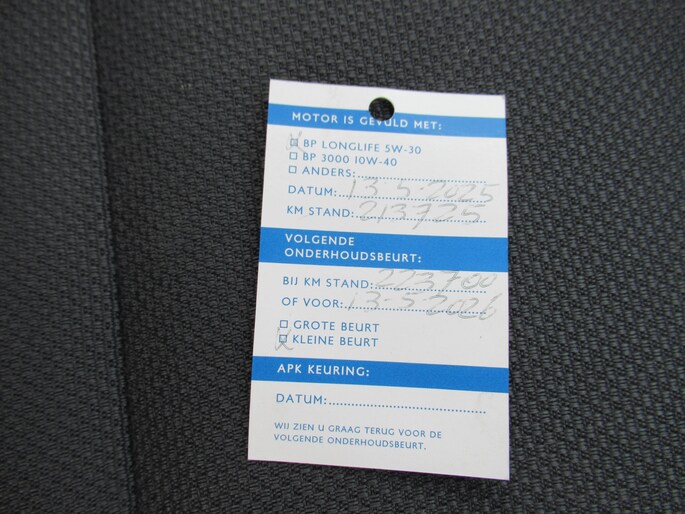 MOTOR IS GEVULD MET:
☒ BP LONGLIFE 5W-30
☐ BP 3000 10W-40
☐ ANDERS:
DATUM: 13-5-2025
KM STAND: 213725
VOLGENDE
ONDERHOUDSBEURT:
BIJ KM STAND: 223700
OF VOOR: 13-5-2026
☐ GROTE BEURT
☒ KLEINE BEURT
APK KEURING:
DATUM:
WIJ ZIEN U GRAAG TERUG VOOR DE
VOLGENDE ONDERHOUDSBEURT.